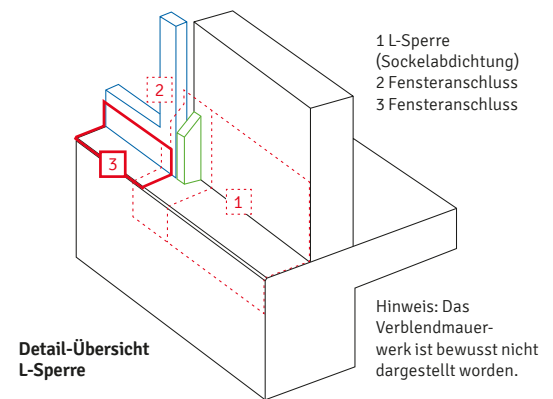 1 L-Sperre
(Sockelabdichtung)
2 Fensteranschluss
3 Fensteranschluss
2
3
1
Hinweis: Das
Verblendmauer-
werk ist bewusst nicht
dargestellt worden.
Detail-Übersicht
L-Sperre